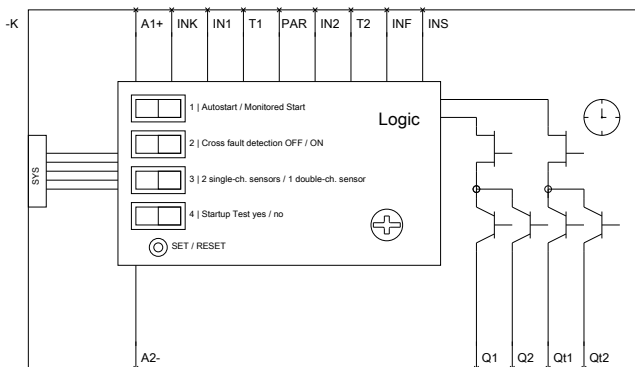 -K A1+ INK IN1 T1 PAR IN2 T2 INF INS
1 | Autostart / Monitored Start
Logic
2 | Cross fault detection OFF / ON
SYS
3 | 2 single-ch. sensors / 1 double-ch. sensor
4 | Startup Test yes / no
SET / RESET
A2- Q1 Q2 Qt1 Qt2